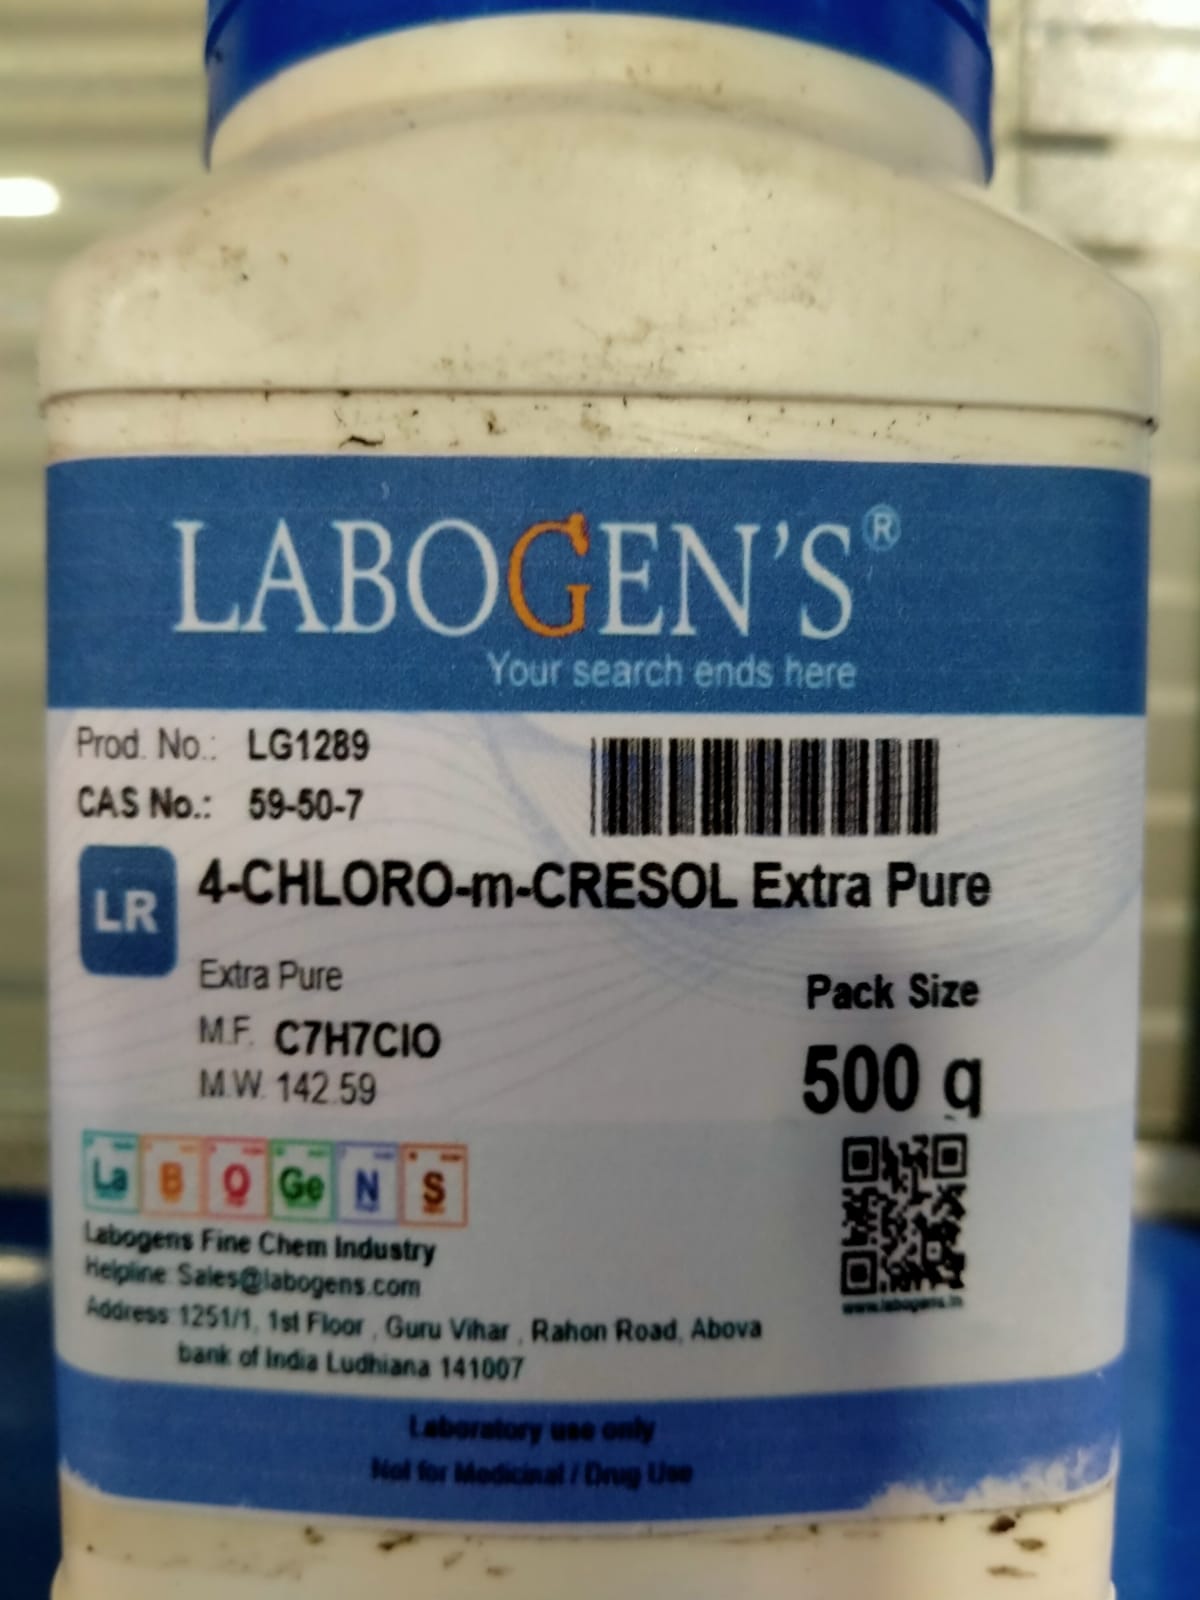 LABOGEN'S®
Your search ends here
Prod. No.: LG1289
CAS No.: 59-50-7
LR
4-CHLORO-m-CRESOL Extra Pure
Extra Pure
M.F. C7H7ClO
M.W. 142.59
Pack Size
500 g
La B O Ge N S
Labogens Fine Chem Industry
Helpline: Sales@labogens.com
Address: 1251/1, 1st Floor , Guru Vihar , Rahon Road, Abova
bank of India Ludhiana 141007
www.labogens.in
Laboratory use only
Not for Medicinal / Drug Use